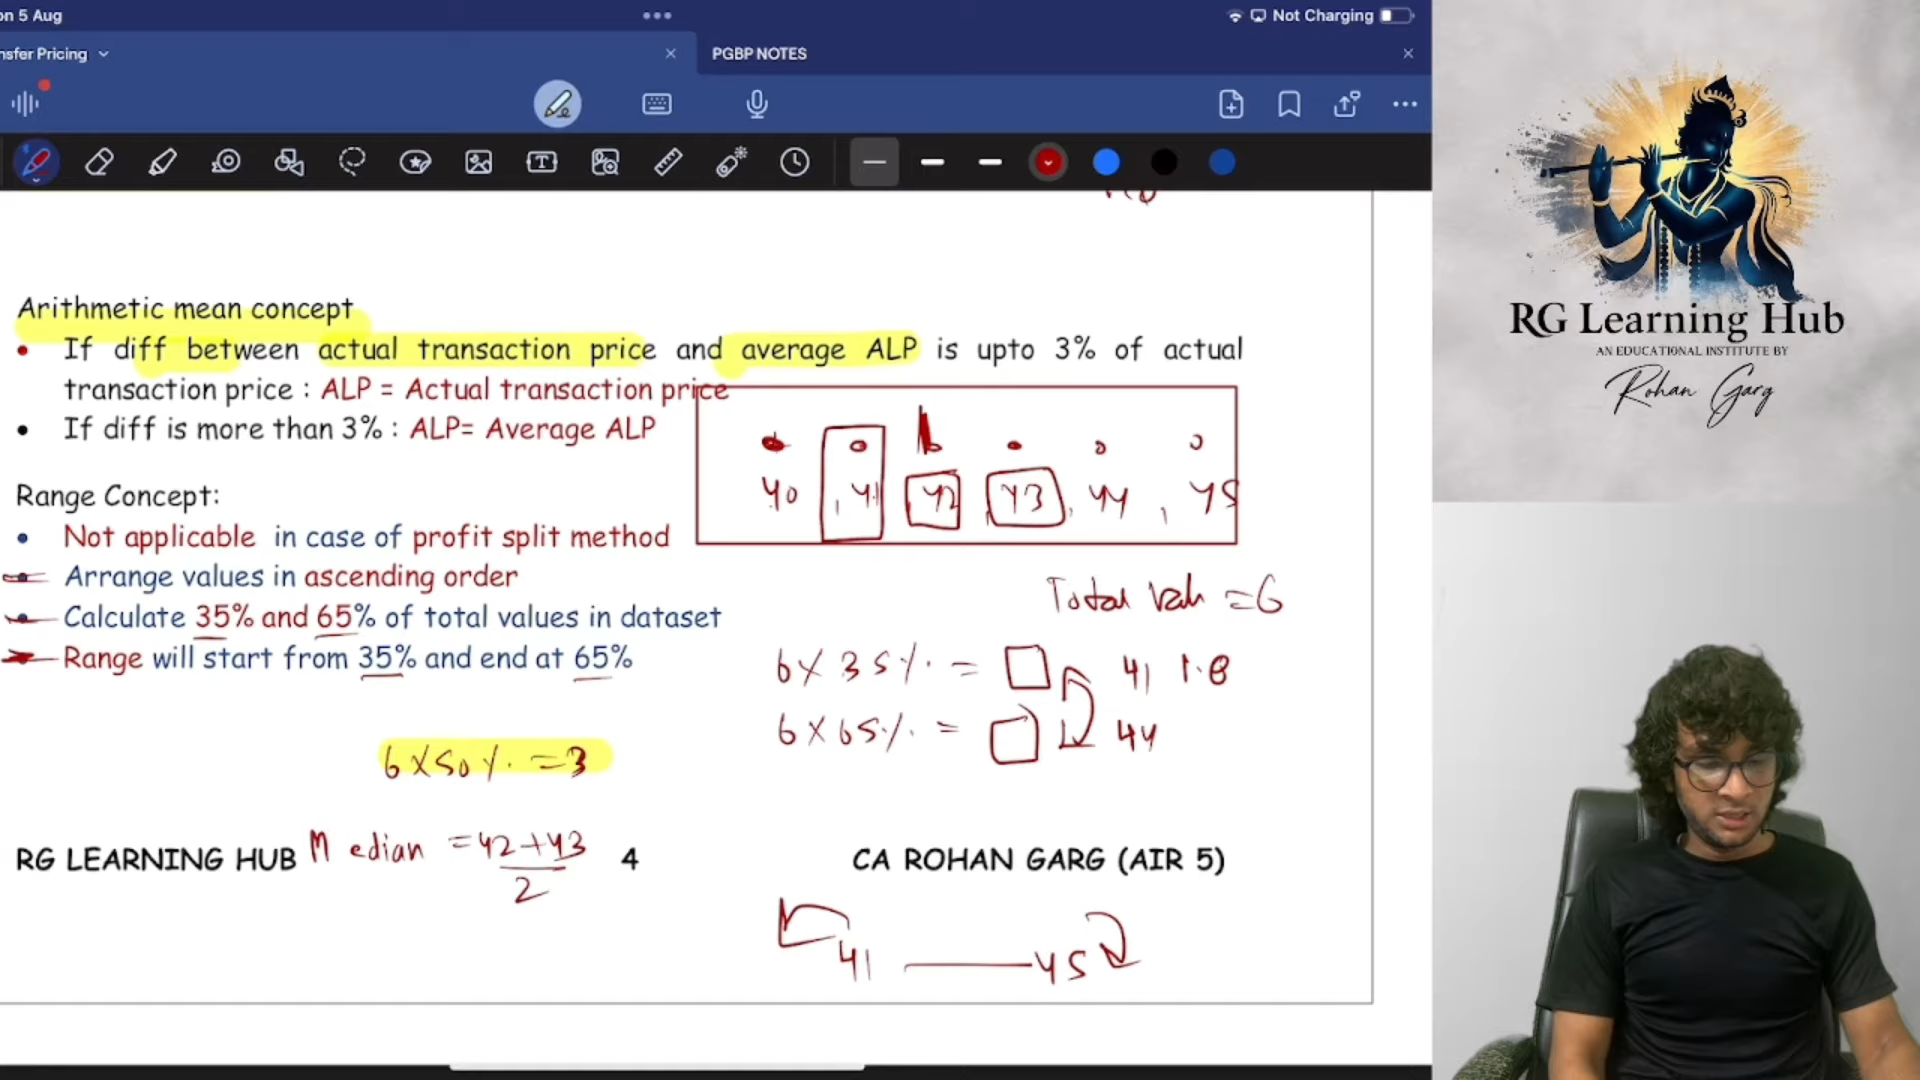 on 5 Aug
Not Charging
nsfer Pricing
PGBP NOTES
Arithmetic mean concept
• If diff between actual transaction price and average ALP is upto 3% of actual
transaction price : ALP = Actual transaction price
• If diff is more than 3% : ALP= Average ALP
40 , 41 , 42 , 43 , 44 , 45
Range Concept:
• Not applicable in case of profit split method
• Arrange values in ascending order
• Calculate 35% and 65% of total values in dataset
• Range will start from 35% and end at 65%
Total valu = 6
6 X 35% = 41
6 X 65% = 44
6 X 50% = 3
Median = 42+43
2
RG LEARNING HUB
4
CA ROHAN GARG (AIR 5)
41 45
RG Learning Hub
AN EDUCATIONAL INSTITUTE BY
Rohan Garg